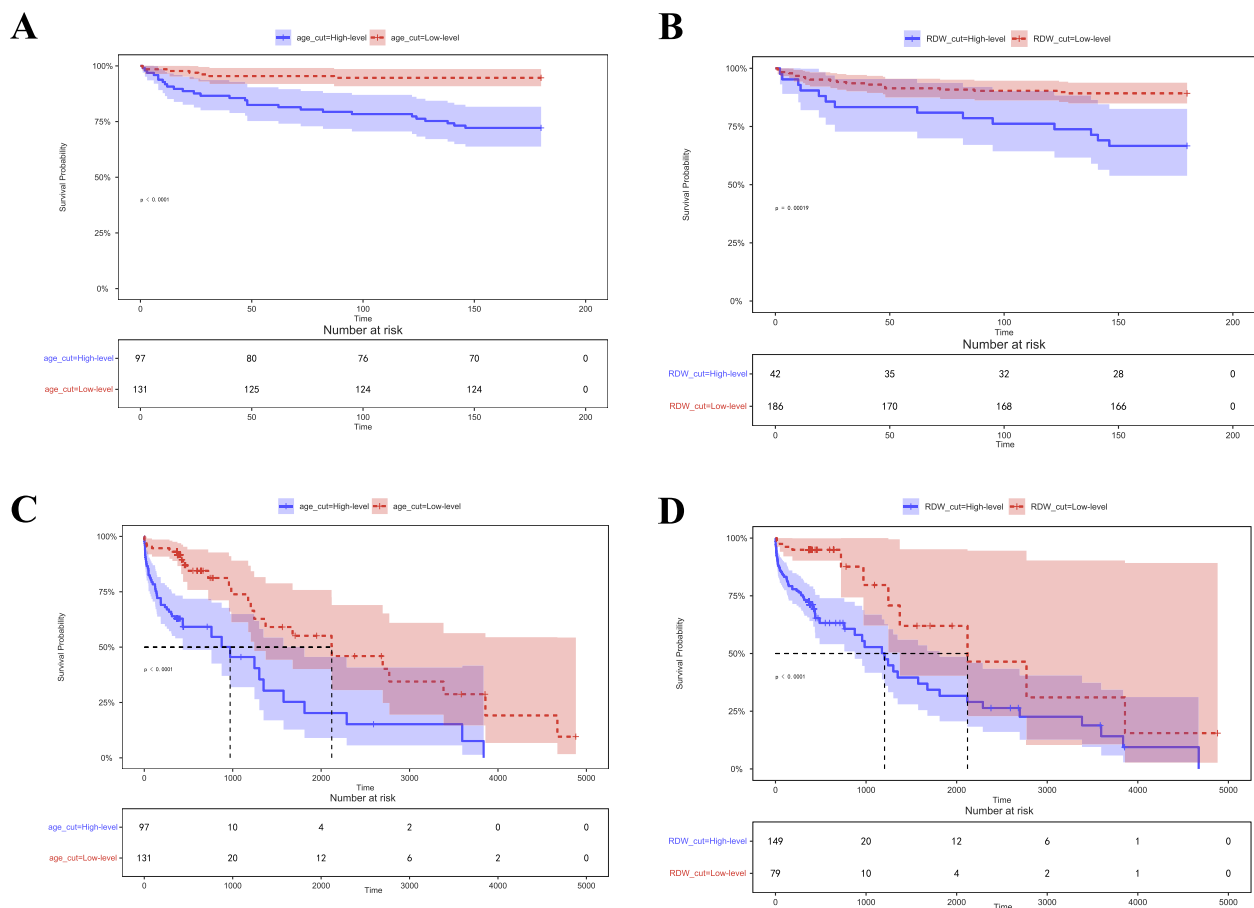 A
age_cut=High-level age_cut=Low-level
100%
75%
50%
25%
0%
Survival Probability
p < 0.0001
0 50 100 150 200
Time
Number at risk
age_cut=High-level 97 80 76 70 0
age_cut=Low-level 131 125 124 124 0
0 50 100 150 200
Time
B
RDW_cut=High-level RDW_cut=Low-level
100%
75%
50%
25%
0%
Survival Probability
p = 0.00019
0 50 100 150 200
Time
Number at risk
RDW_cut=High-level 42 35 32 28 0
RDW_cut=Low-level 186 170 168 166 0
0 50 100 150 200
Time
C
age_cut=High-level age_cut=Low-level
100%
75%
50%
25%
0%
Survival Probability
p < 0.0001
0 1000 2000 3000 4000 5000
Time
Number at risk
age_cut=High-level 97 10 4 2 0 0
age_cut=Low-level 131 20 12 6 2 0
0 1000 2000 3000 4000 5000
Time
D
RDW_cut=High-level RDW_cut=Low-level
100%
75%
50%
25%
0%
Survival Probability
p < 0.0001
0 1000 2000 3000 4000 5000
Time
Number at risk
RDW_cut=High-level 149 20 12 6 1 0
RDW_cut=Low-level 79 10 4 2 1 0
0 1000 2000 3000 4000 5000
Time